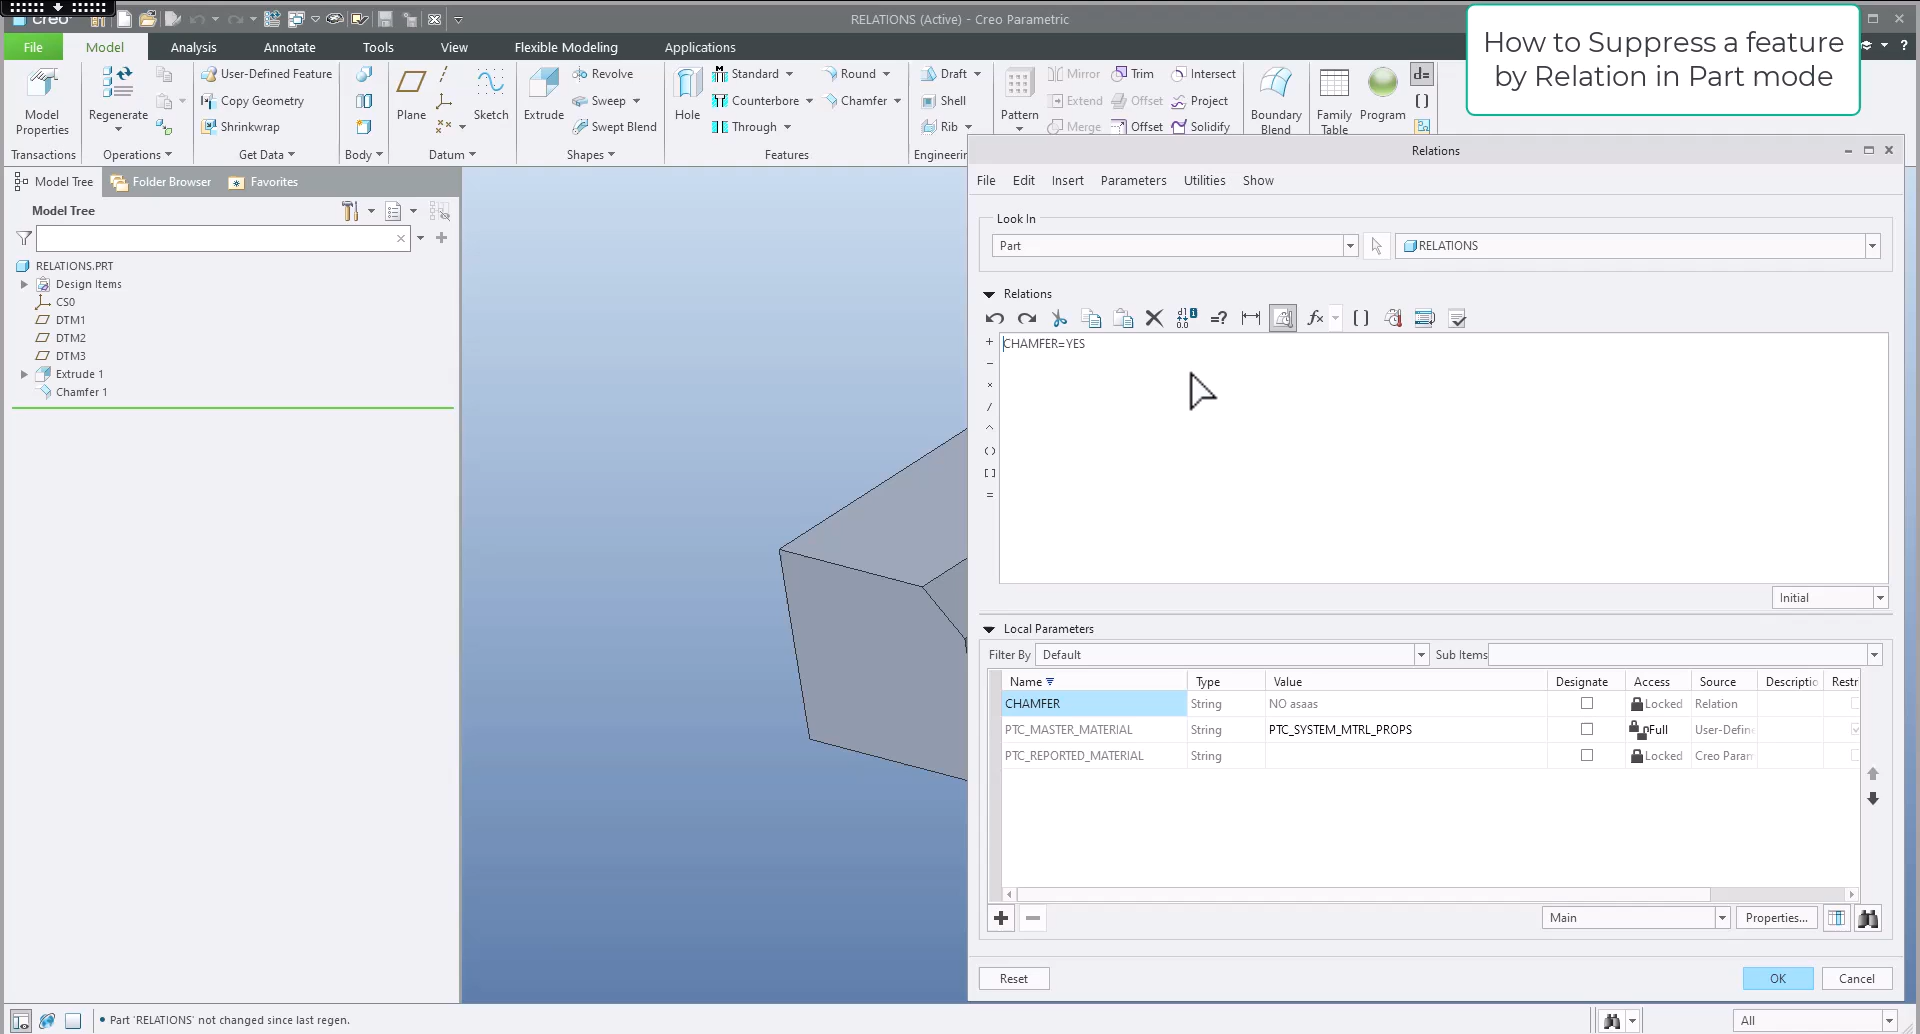 creo
RELATIONS (Active) - Creo Parametric
How to Suppress a feature
by Relation in Part mode
File
Model
Analysis
Annotate
Tools
View
Flexible Modeling
Applications
Model
Properties
Regenerate
User-Defined Feature
Copy Geometry
Shrinkwrap
Plane
Sketch
Extrude
Revolve
Sweep
Swept Blend
Hole
Standard
Counterbore
Through
Round
Chamfer
Draft
Shell
Rib
Pattern
Mirror
Extend
Merge
Trim
Offset
Offset
Intersect
Project
Solidify
Boundary
Blend
Family
Table
Program
d=
Transactions
Operations
Get Data
Body
Datum
Shapes
Features
Engineerin
Model Tree
Folder Browser
Favorites
Model Tree
RELATIONS.PRT
Design Items
CS0
DTM1
DTM2
DTM3
Extrude 1
Chamfer 1
Relations
File
Edit
Insert
Parameters
Utilities
Show
Look In
Part
RELATIONS
Relations
=?
fx
[ ]
+
-
×
/
^
()
[ ]
=
CHAMFER=YES
Initial
Local Parameters
Filter By
Default
Sub Items
Name
Type
Value
Designate
Access
Source
Descriptio
Restr
CHAMFER
String
NO asaas
Locked
Relation
PTC_MASTER_MATERIAL
String
PTC_SYSTEM_MTRL_PROPS
Full
User-Define
PTC_REPORTED_MATERIAL
String
Locked
Creo Param
Main
Properties...
Reset
OK
Cancel
• Part 'RELATIONS' not changed since last regen.
All